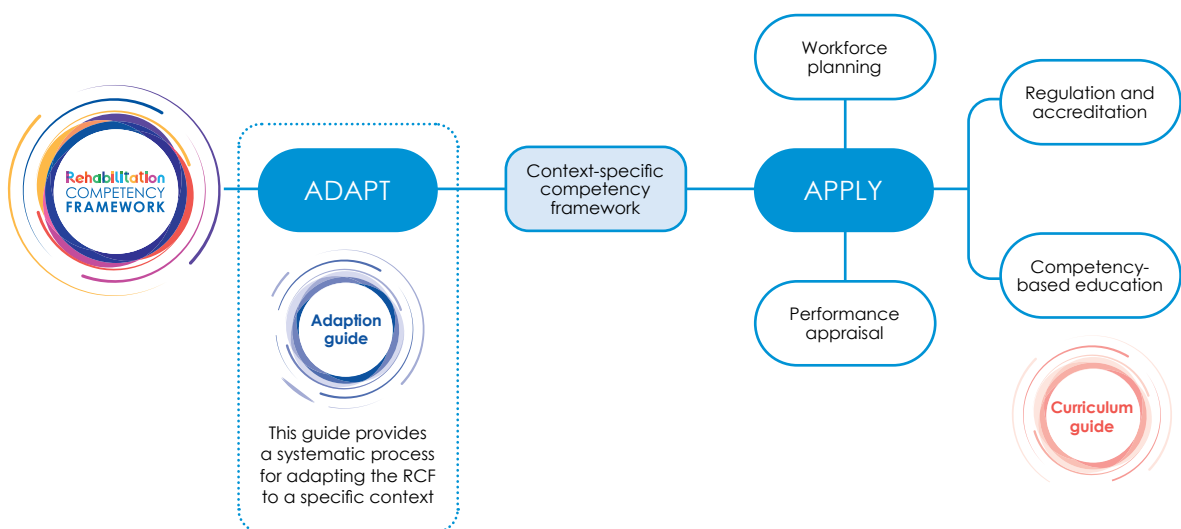 Rehabilitation
COMPETENCY
FRAMEWORK
ADAPT
Adaption
guide
This guide provides
a systematic process
for adapting the RCF
to a specific context
Context-specific
competency
framework
Workforce
planning
APPLY
Performance
appraisal
Regulation and
accreditation
Competency-
based education
Curriculum
guide